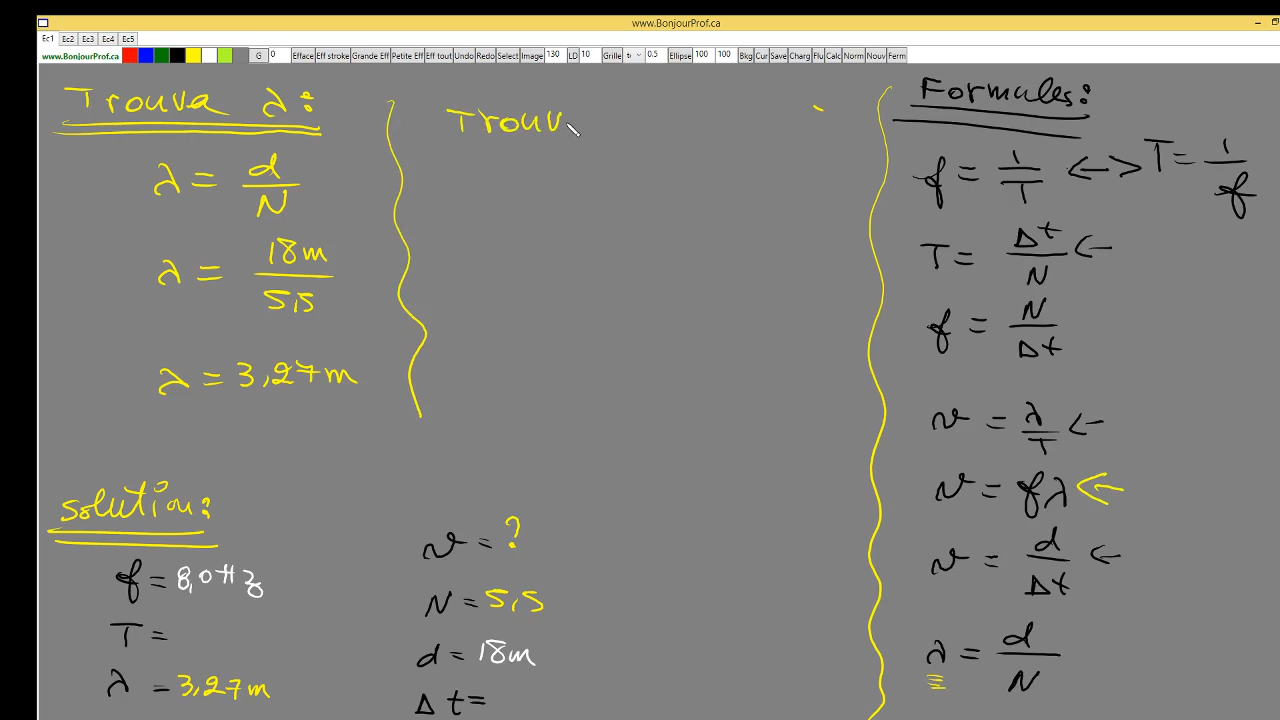 www.BonjourProf.ca
Ec1 Ec2 Ec3 Ec4 Ec5
www.BonjourProf.ca G 0 Efface Eff stroke Grande Eff Petite Eff Eff tout Undo Redo Select Image 130 LD 10 Grille 0.5 Ellipse 100 100 Bkg Cur Save Charg Flu Calc Norm Nouv Ferm
Trouva λ:
λ = d/N
λ = 18m/5,5
λ = 3,27m
Trouv
Formules:
f = 1/T <-> T = 1/f
T = Δt/N ←
f = N/Δt
v = λ/T ←
v = fλ ←
v = d/Δt ←
λ = d/N
solution:
f = 8,0Hz
T =
λ = 3,27m
v = ?
N = 5,5
d = 18m
Δt =